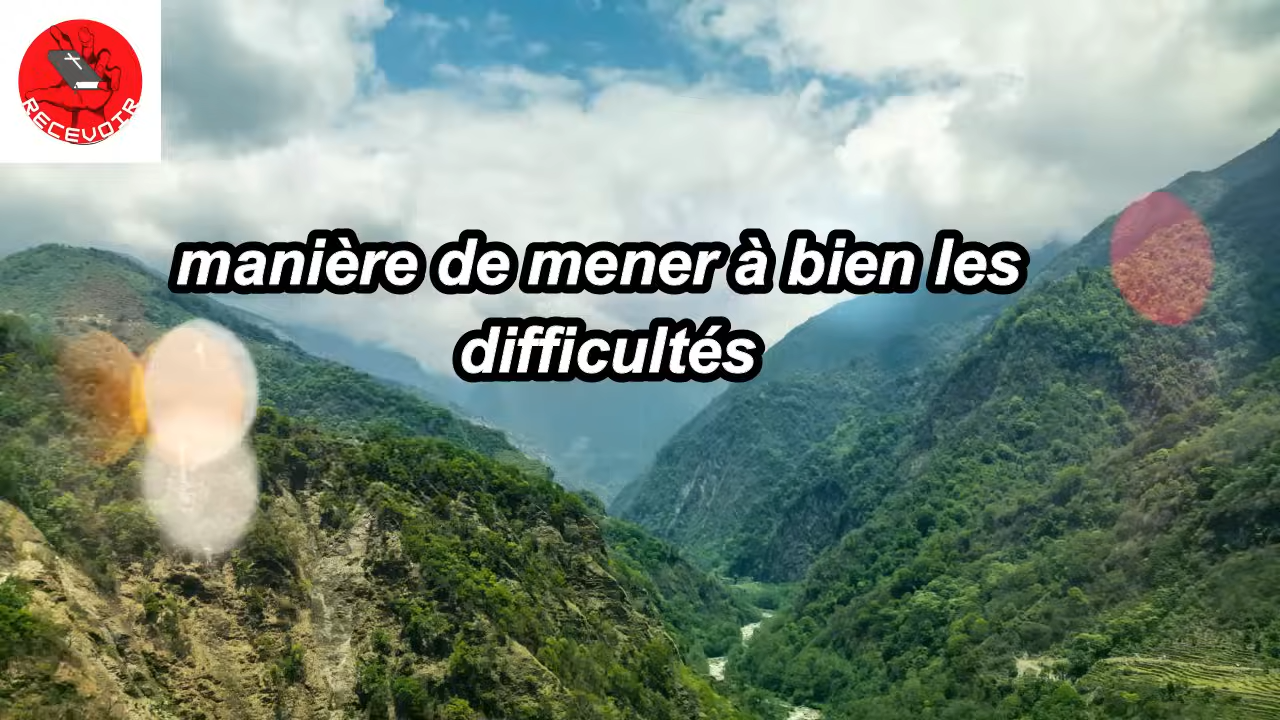 RECEVOIR
manière de mener à bien les
difficultés